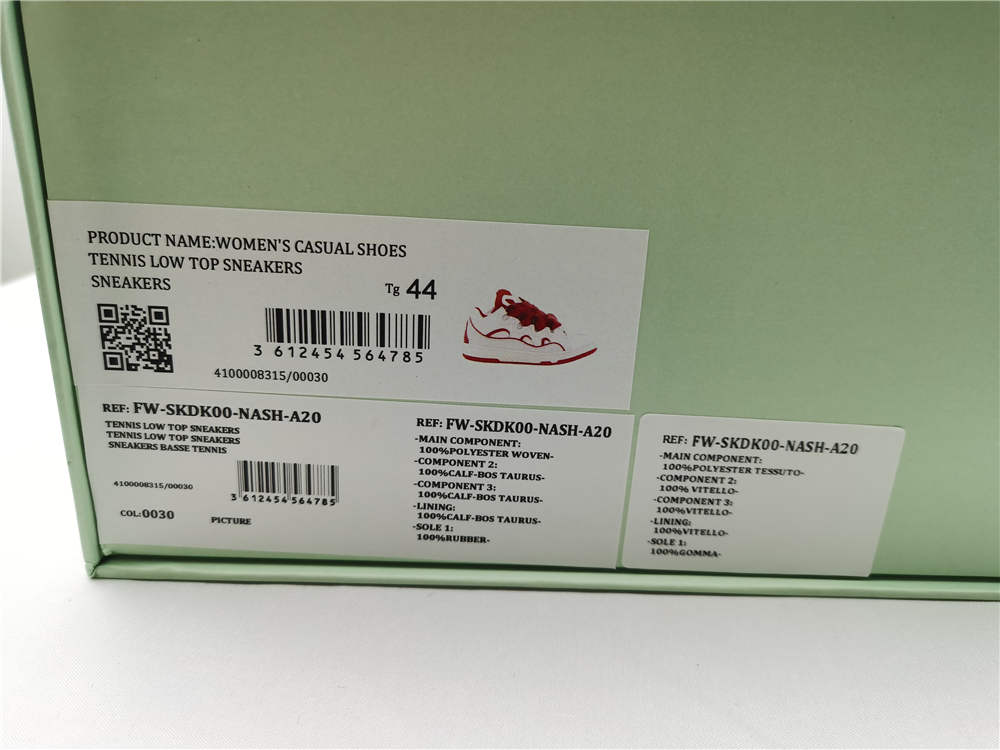 PRODUCT NAME:WOMEN'S CASUAL SHOES
TENNIS LOW TOP SNEAKERS
SNEAKERS
Tg 44
3 612454 564785
4100008315/00030
REF: FW-SKDK00-NASH-A20
TENNIS LOW TOP SNEAKERS
TENNIS LOW TOP SNEAKERS
SNEAKERS BASSE TENNIS
4100008315/00030
3 612454 564785
COL:0030
PICTURE
REF: FW-SKDK00-NASH-A20
-MAIN COMPONENT:
100%POLYESTER WOVEN-
-COMPONENT 2:
100%CALF-BOS TAURUS-
-COMPONENT 3:
100%CALF-BOS TAURUS-
-LINING:
100%CALF-BOS TAURUS-
-SOLE 1:
100%RUBBER-
REF: FW-SKDK00-NASH-A20
-MAIN COMPONENT:
100%POLYESTER TESSUTO-
-COMPONENT 2:
100% VITELLO-
-COMPONENT 3:
100%VITELLO-
-LINING:
100%VITELLO-
-SOLE 1:
100%GOMMA-